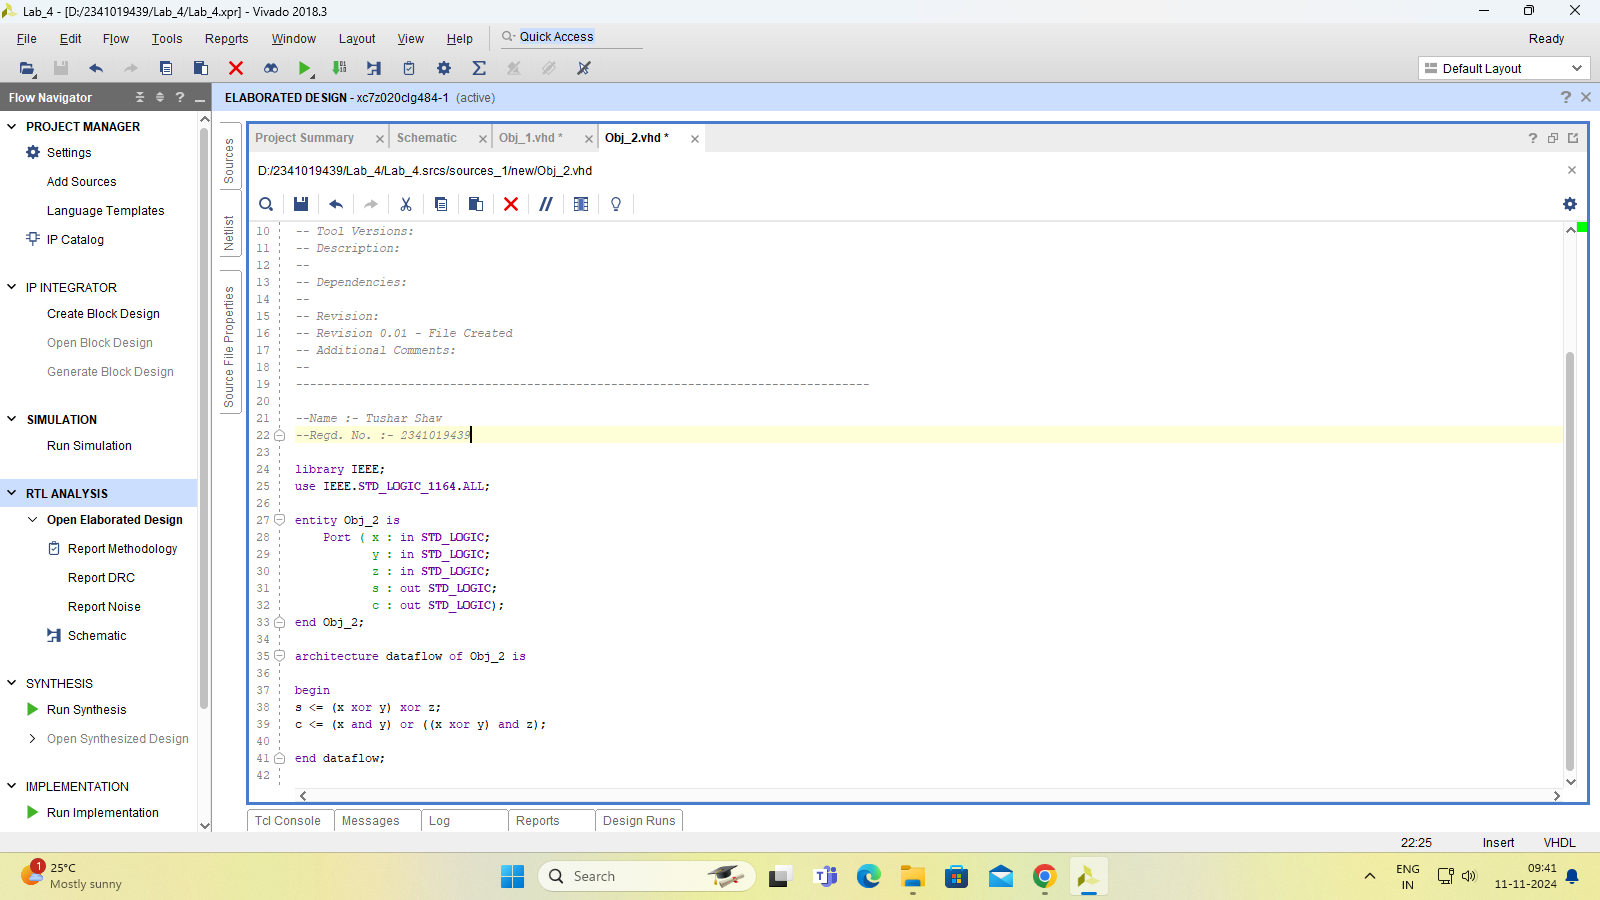 Lab_4 - [D:/2341019439/Lab_4/Lab_4.xpr] - Vivado 2018.3
File Edit Flow Tools Reports Window Layout View Help Quick Access Ready
Default Layout
Flow Navigator
ELABORATED DESIGN - xc7z020clg484-1 (active)
PROJECT MANAGER
Settings
Add Sources
Language Templates
IP Catalog
IP INTEGRATOR
Create Block Design
Open Block Design
Generate Block Design
SIMULATION
Run Simulation
RTL ANALYSIS
Open Elaborated Design
Report Methodology
Report DRC
Report Noise
Schematic
SYNTHESIS
Run Synthesis
Open Synthesized Design
IMPLEMENTATION
Run Implementation
Sources
Netlist
Source File Properties
Project Summary Schematic Obj_1.vhd * Obj_2.vhd *
D:/2341019439/Lab_4/Lab_4.srcs/sources_1/new/Obj_2.vhd
10 -- Tool Versions:
11 -- Description:
12 --
13 -- Dependencies:
14 --
15 -- Revision:
16 -- Revision 0.01 - File Created
17 -- Additional Comments:
18 --
19 ----------------------------------------------------------------------------------
20
21 --Name :- Tushar Shaw
22 --Regd. No. :- 2341019439
23
24 library IEEE;
25 use IEEE.STD_LOGIC_1164.ALL;
26
27 entity Obj_2 is
28 Port ( x : in STD_LOGIC;
29 y : in STD_LOGIC;
30 z : in STD_LOGIC;
31 s : out STD_LOGIC;
32 c : out STD_LOGIC);
33 end Obj_2;
34
35 architecture dataflow of Obj_2 is
36
37 begin
38 s <= (x xor y) xor z;
39 c <= (x and y) or ((x xor y) and z);
40
41 end dataflow;
42
Tcl Console Messages Log Reports Design Runs
22:25 Insert VHDL
1
25°C
Mostly sunny
Search
ENG
IN
09:41
11-11-2024